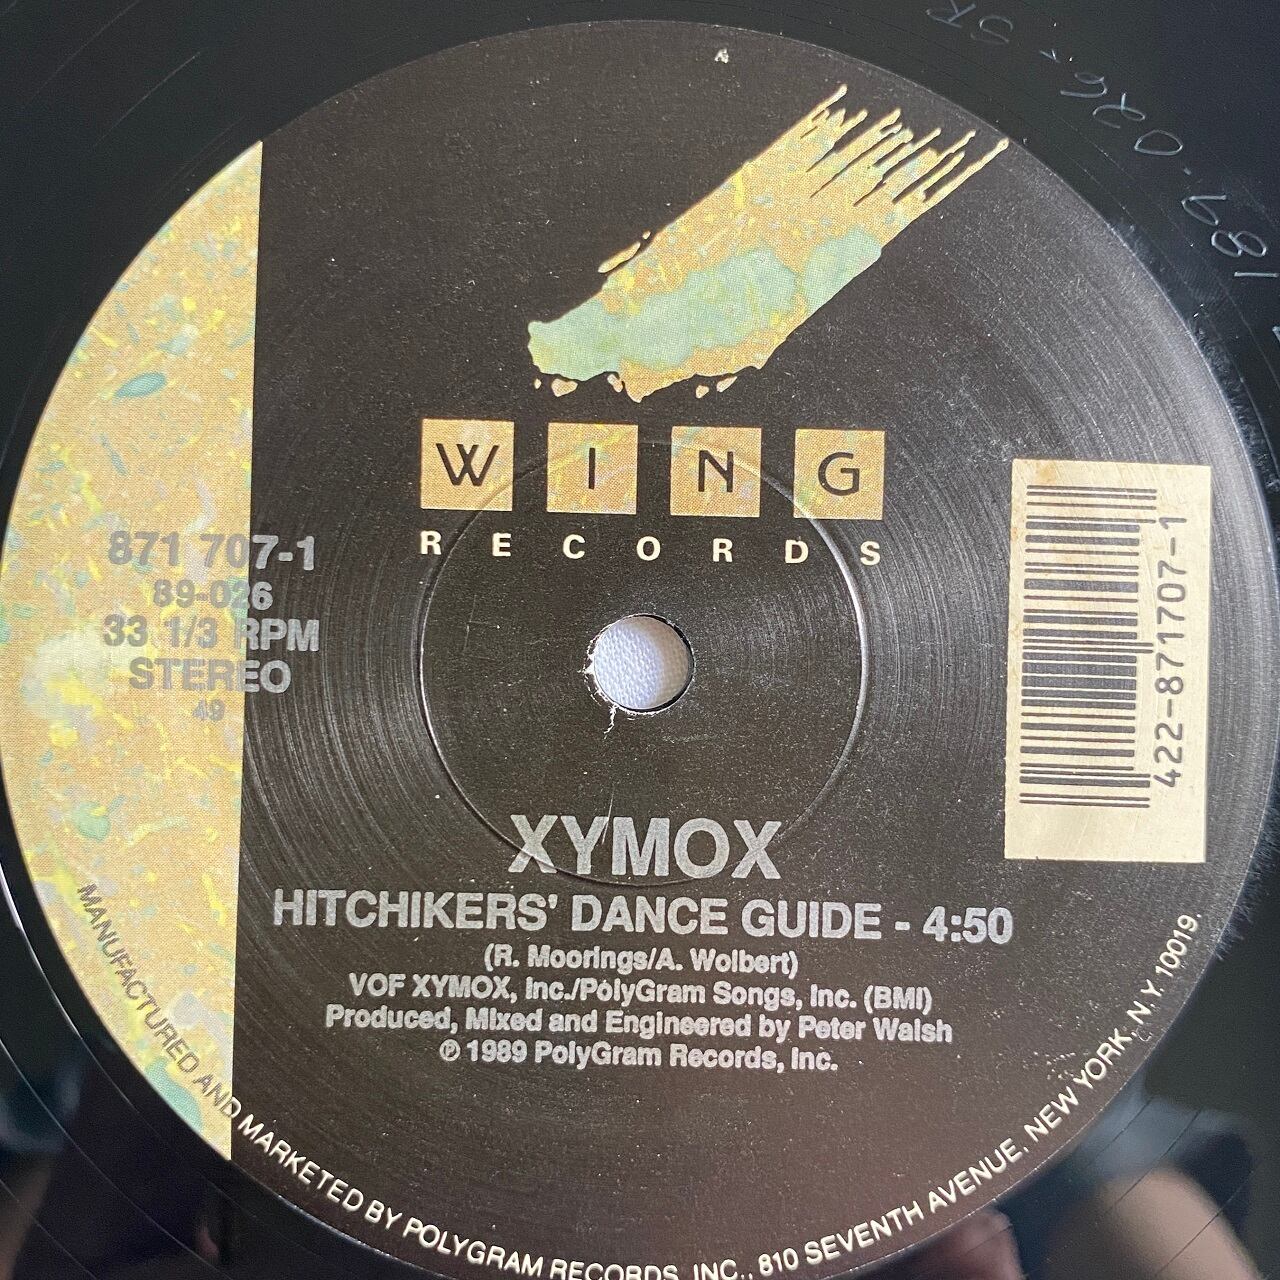 W I N G
RECORDS
871 707-1
89-026
33 1/3 RPM
STEREO
49
422-871707-1
XYMOX
HITCHIKERS' DANCE GUIDE - 4:50
(R. Moorings/A. Wolbert)
VOF XYMOX, Inc./PolyGram Songs, Inc. (BMI)
Produced, Mixed and Engineered by Peter Walsh
℗ 1989 PolyGram Records, Inc.
MANUFACTURED AND MARKETED BY POLYGRAM RECORDS, INC., 810 SEVENTH AVENUE, NEW YORK, N.Y. 10019.